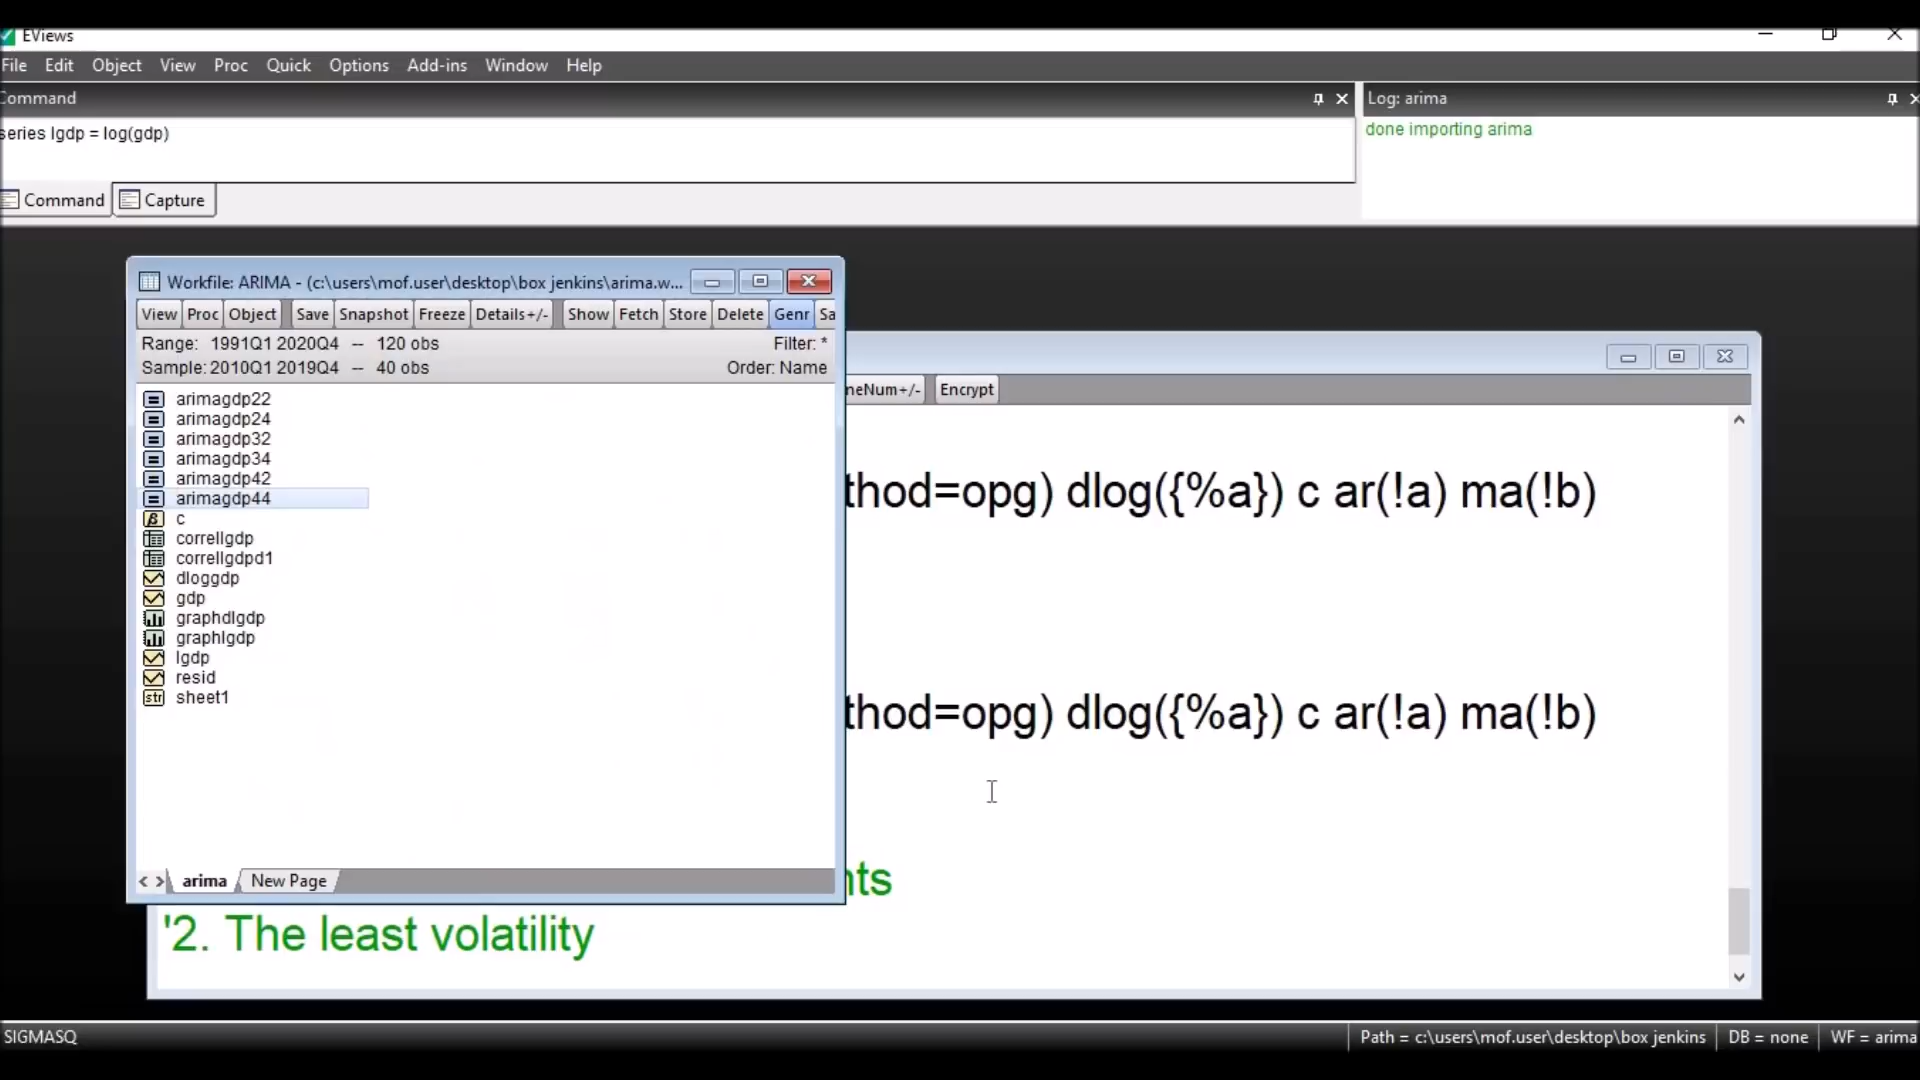 EViews
File Edit Object View Proc Quick Options Add-ins Window Help
Command
Log: arima
series lgdp = log(gdp)
done importing arima
Command Capture
Workfile: ARIMA - (c:\users\mof.user\desktop\box jenkins\arima.w...
View Proc Object Save Snapshot Freeze Details+/- Show Fetch Store Delete Genr Sa
Range: 1991Q1 2020Q4 -- 120 obs Filter: *
Sample: 2010Q1 2019Q4 -- 40 obs Order: Name
neNum+/- Encrypt
arimagdp22
arimagdp24
arimagdp32
arimagdp34
arimagdp42
arimagdp44
c
correllgdp
correllgdpd1
dloggdp
gdp
graphdlgdp
graphlgdp
lgdp
resid
sheet1
arima New Page
thod=opg) dlog({%a}) c ar(!a) ma(!b)
thod=opg) dlog({%a}) c ar(!a) ma(!b)
nts
'2. The least volatility
SIGMASQ
Path = c:\users\mof.user\desktop\box jenkins DB = none WF = arima